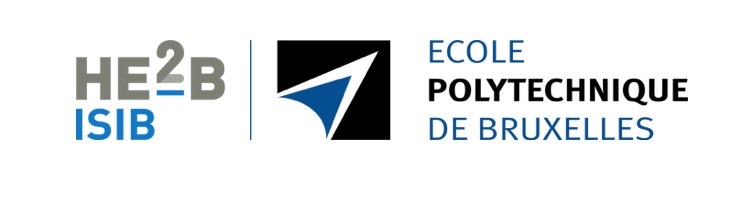 HE2B
ISIB
ECOLE
POLYTECHNIQUE
DE BRUXELLES